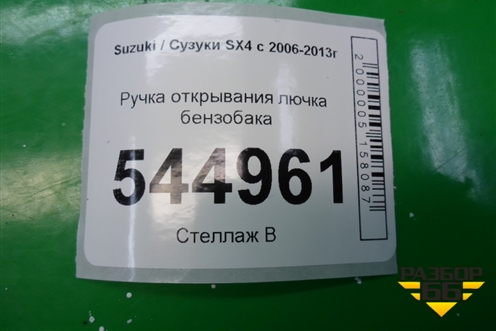 Suzuki / Сузуки SX4 с 2006-2013г
Ручка открывания лючка
бензобака
544961
Стеллаж В
2000005158087
РАЗБОР
66